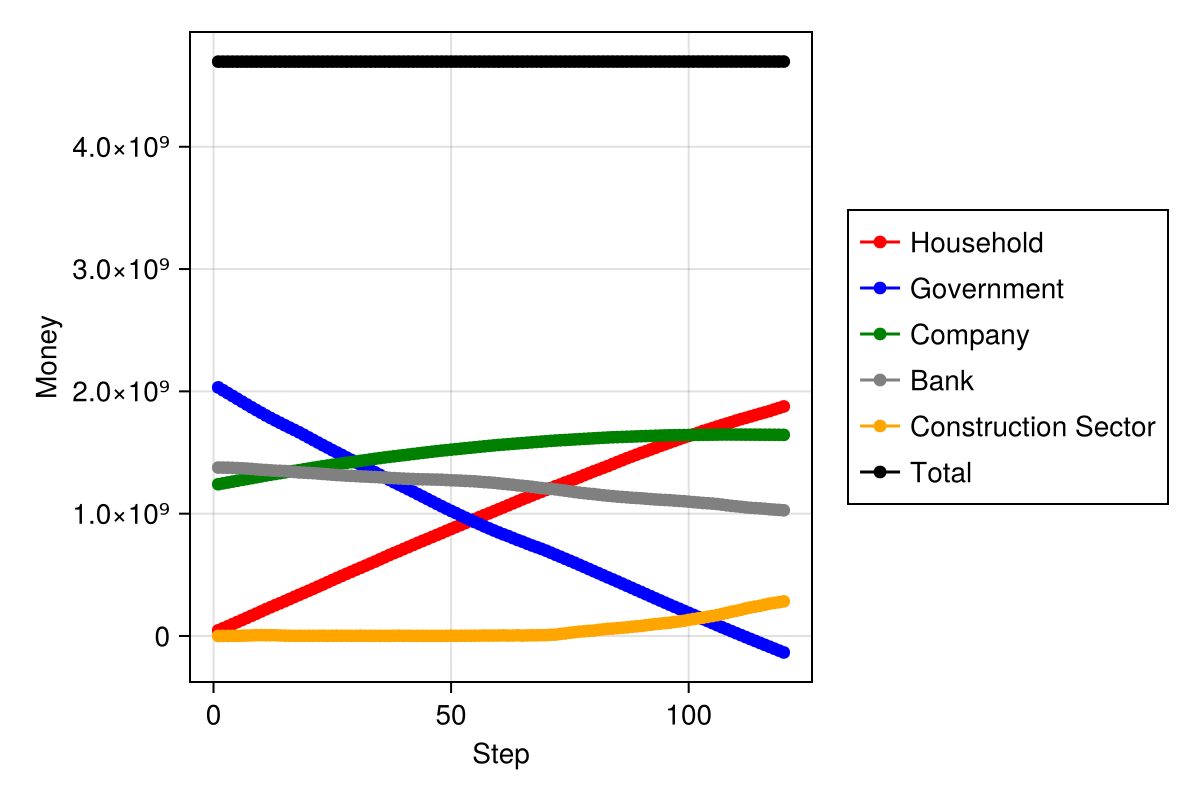 4.0×10⁹
3.0×10⁹
2.0×10⁹
1.0×10⁹
0
Money
0 50 100
Step
Household
Government
Company
Bank
Construction Sector
Total